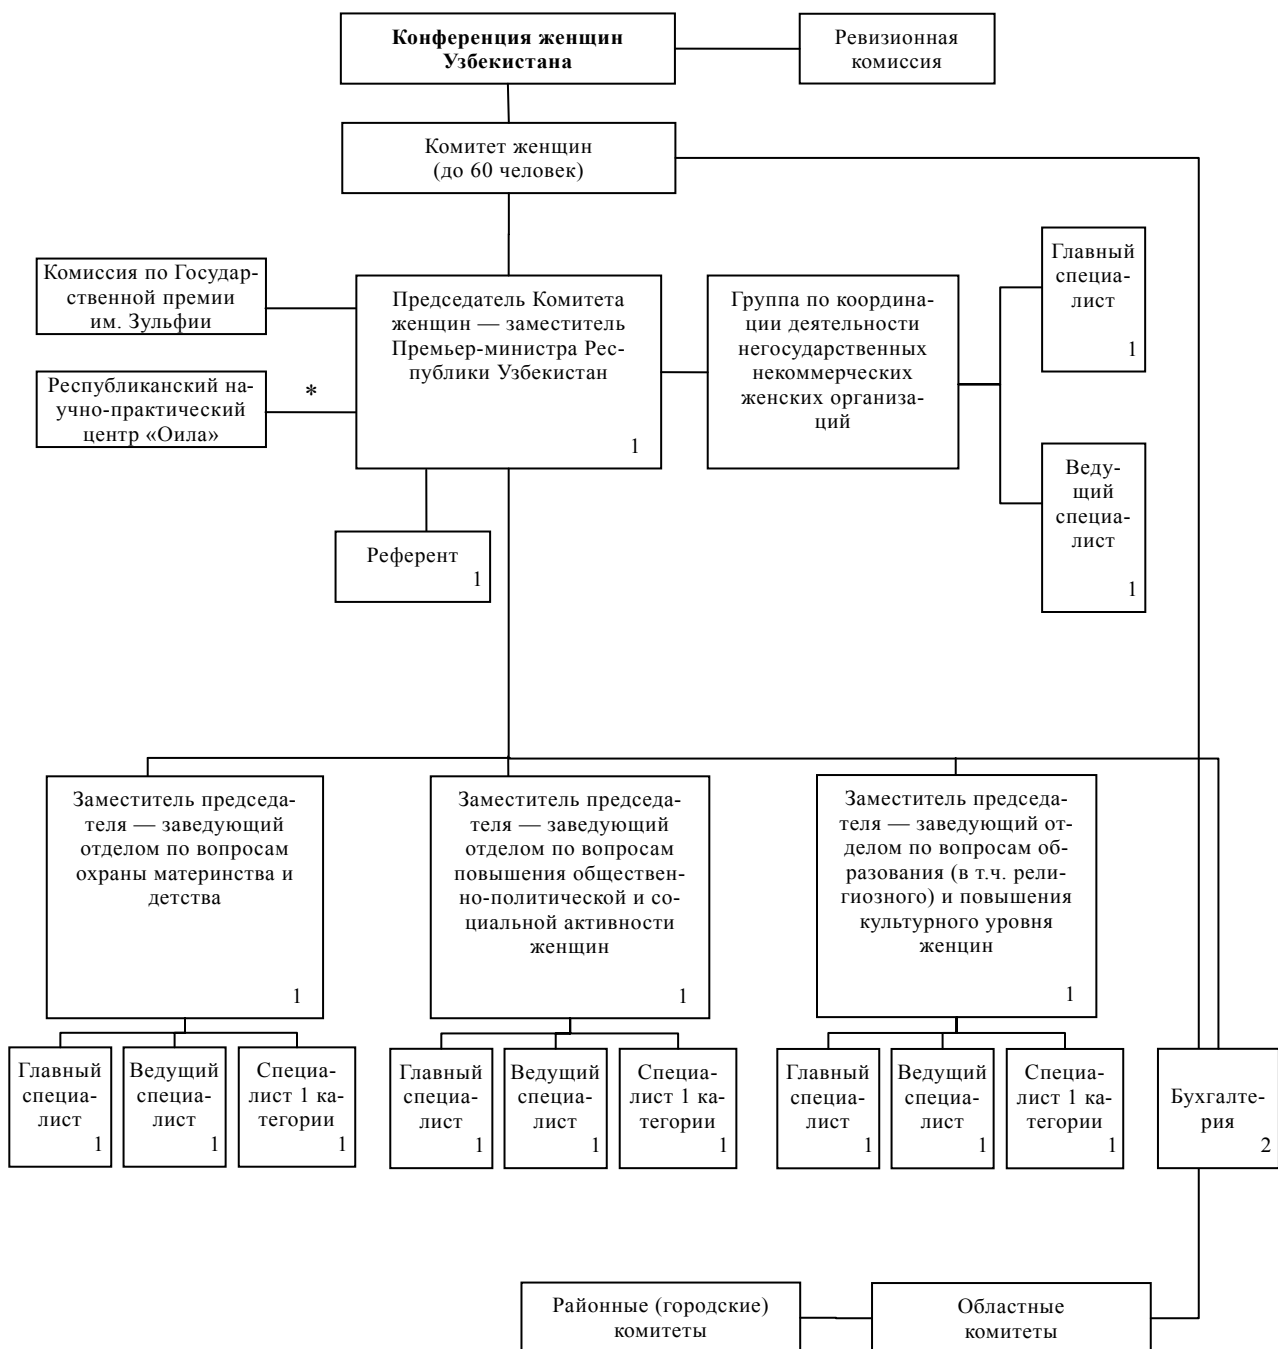 Конференция женщин
Узбекистана
Ревизионная
комиссия
Комитет женщин
(до 60 человек)
Комиссия по Государ-
ственной премии
им. Зульфии
Республиканский на-
учно-практический
центр «Оила»
*
Председатель Комитета
женщин — заместитель
Премьер-министра Рес-
публики Узбекистан
1
Группа по координа-
ции деятельности
негосударственных
некоммерческих
женских организа-
ций
Главный
специа-
лист
1
Веду-
щий
специа-
лист
1
Референт
1
Заместитель председа-
теля — заведующий
отделом по вопросам
охраны материнства и
детства
1
Заместитель председа-
теля — заведующий
отделом по вопросам
повышения обществен-
но-политической и со-
циальной активности
женщин
1
Заместитель председа-
теля — заведующий от-
делом по вопросам об-
разования (в т.ч. рели-
гиозного) и повышения
культурного уровня
женцин
1
Главный
специа-
лист
1
Ведущий
специа-
лист
1
Специа-
лист 1 ка-
тегории
1
Главный
специа-
лист
1
Ведущий
специа-
лист
1
Специа-
лист 1 ка-
тегории
1
Главный
специа-
лист
1
Ведущий
специа-
лист
1
Специа-
лист 1 ка-
тегории
1
Бухгалте-
рия
2
Районные (городские)
комитеты
Областные
комитеты